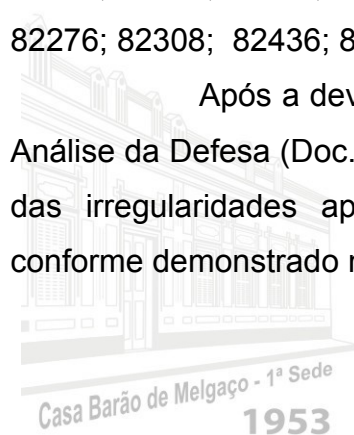 82276; 82308; 82436; 8
Após a dev
Análise da Defesa (Doc.
das irregularidades ap
conforme demonstrado
Casa Barão de Melgaço - 1ª Sede
1953